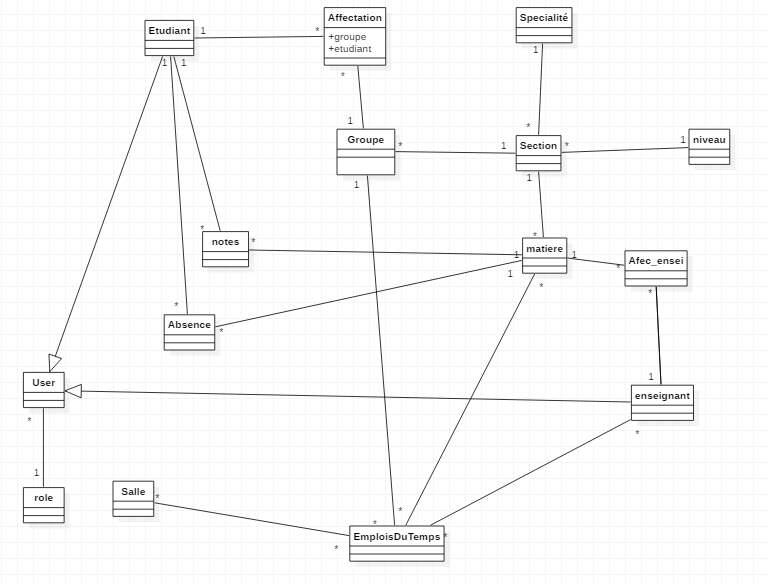 Affectation
Specialité
Etudiant
1
*
+groupe
+etudiant
1
1
1
*
1
*
Groupe
*
1
Section
*
1
niveau
1
1
*
notes
*
*
1
matiere
1
Afec_ensei
*
1
*
*
*
Absence
*
User
1
enseignant
*
*
1
role
Salle
*
*
*
EmploisDuTemps
*
*